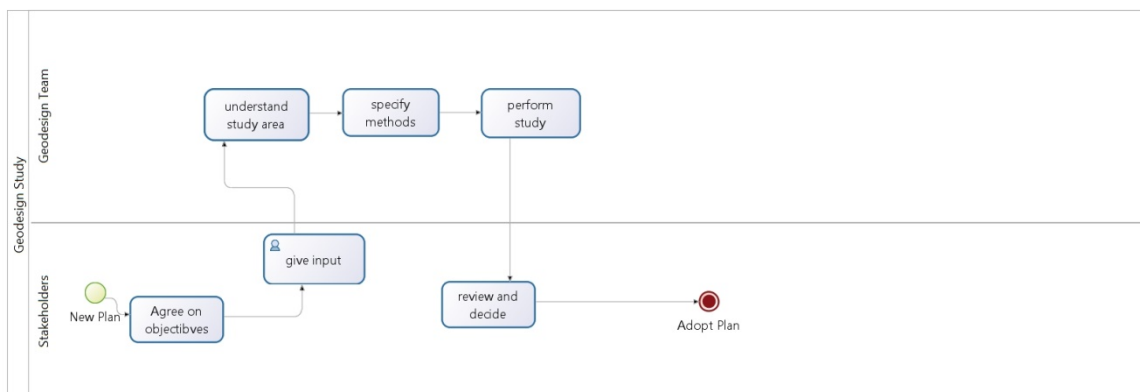 Geodesign Study
Geodesign Team
understand
study area
specify
methods
perform
study
Stakeholders
New Plan
Agree on
objectibves
give input
review and
decide
Adopt Plan